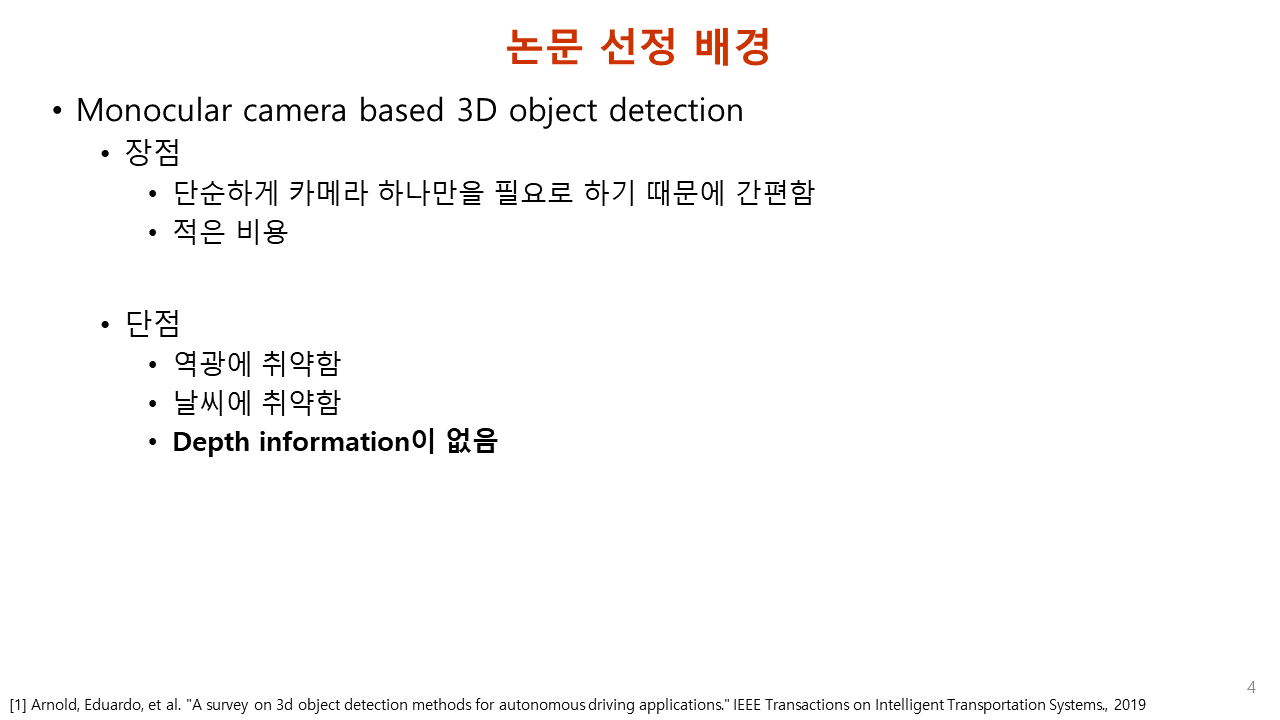 논문 선정 배경
• Monocular camera based 3D object detection
• 장점
• 단순하게 카메라 하나만을 필요로 하기 때문에 간편함
• 적은 비용
• 단점
• 역광에 취약함
• 날씨에 취약함
• Depth information이 없음
4
[1] Arnold, Eduardo, et al. "A survey on 3d object detection methods for autonomous driving applications." IEEE Transactions on Intelligent Transportation Systems., 2019